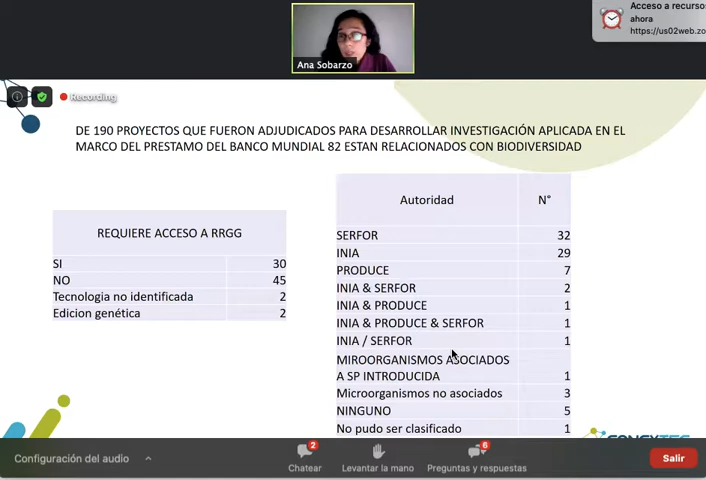 Acceso a recurso
ahora
https://us02web.zo
Ana Sobarzo
Recording
DE 190 PROYECTOS QUE FUERON ADJUDICADOS PARA DESARROLLAR INVESTIGACIÓN APLICADA EN EL
MARCO DEL PRESTAMO DEL BANCO MUNDIAL 82 ESTAN RELACIONADOS CON BIODIVERSIDAD
REQUIERE ACCESO A RRGG
SI 30
NO 45
Tecnologia no identificada 2
Edicion genética 2
Autoridad N°
SERFOR 32
INIA 29
PRODUCE 7
INIA & SERFOR 2
INIA & PRODUCE 1
INIA & PRODUCE & SERFOR 1
INIA / SERFOR 1
MIROORGANISMOS ASOCIADOS
A SP INTRODUCIDA 1
Microorganismos no asociados 3
NINGUNO 5
No pudo ser clasificado 1
Configuración del audio
2
Chatear
Levantar la mano
6
Preguntas y respuestas
Salir